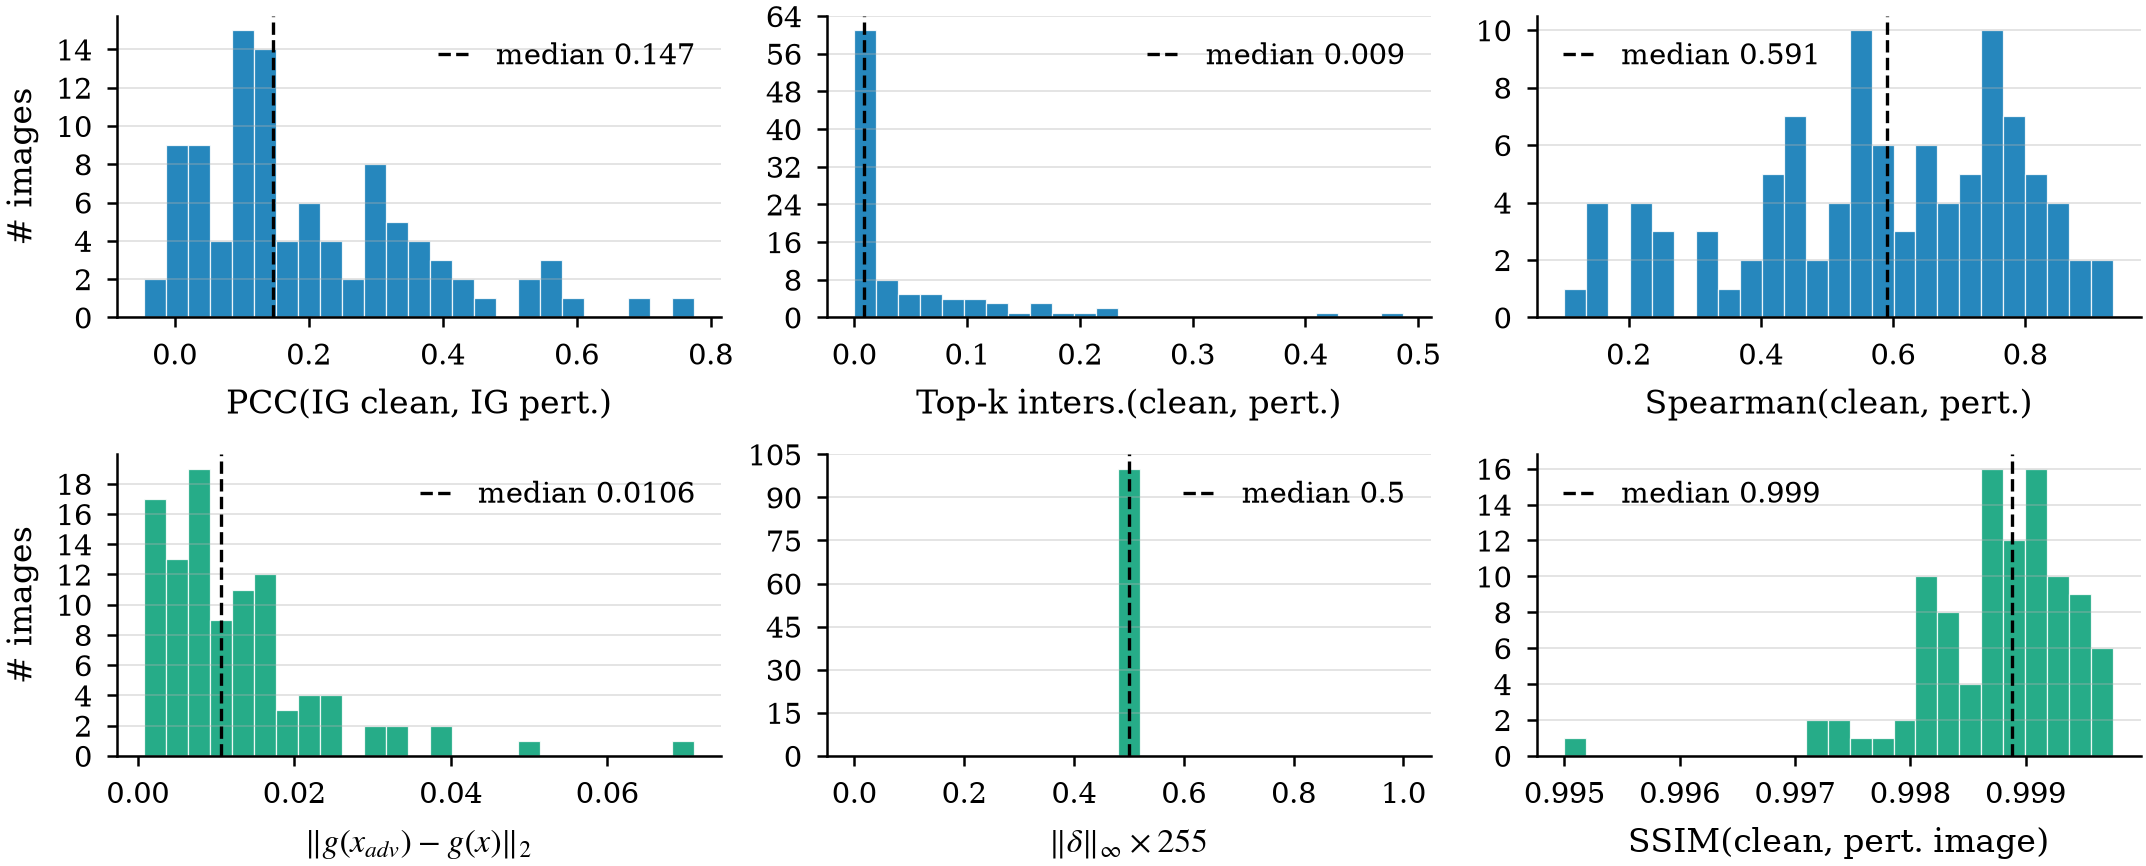 # images
14
12
10
8
6
4
2
0
median 0.147
0.0 0.2 0.4 0.6 0.8
PCC(IG clean, IG pert.)
64
56
48
40
32
24
16
8
0
median 0.009
0.0 0.1 0.2 0.3 0.4 0.5
Top-k inters.(clean, pert.)
10
8
6
4
2
0
median 0.591
0.2 0.4 0.6 0.8
Spearman(clean, pert.)
# images
18
16
14
12
10
8
6
4
2
0
median 0.0106
0.00 0.02 0.04 0.06
‖g(x_{adv}) − g(x)‖₂
105
90
75
60
45
30
15
0
median 0.5
0.0 0.2 0.4 0.6 0.8 1.0
‖δ‖_∞ × 255
16
14
12
10
8
6
4
2
0
median 0.999
0.995 0.996 0.997 0.998 0.999
SSIM(clean, pert. image)